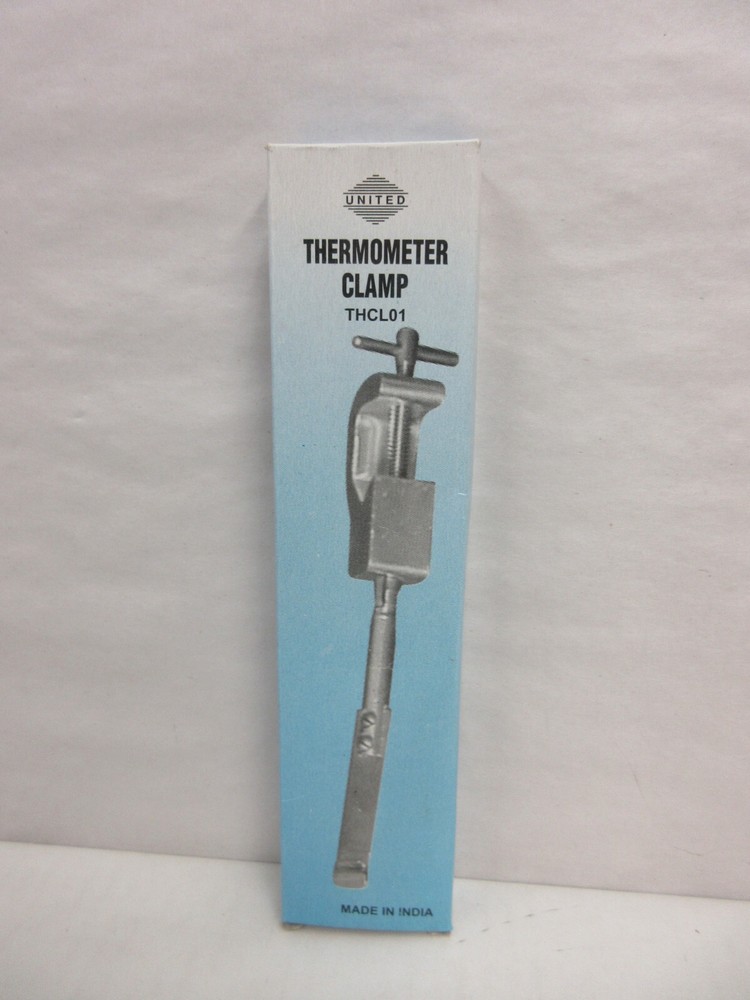 UNITED
THERMOMETER
CLAMP
THCL01
MADE IN INDIA